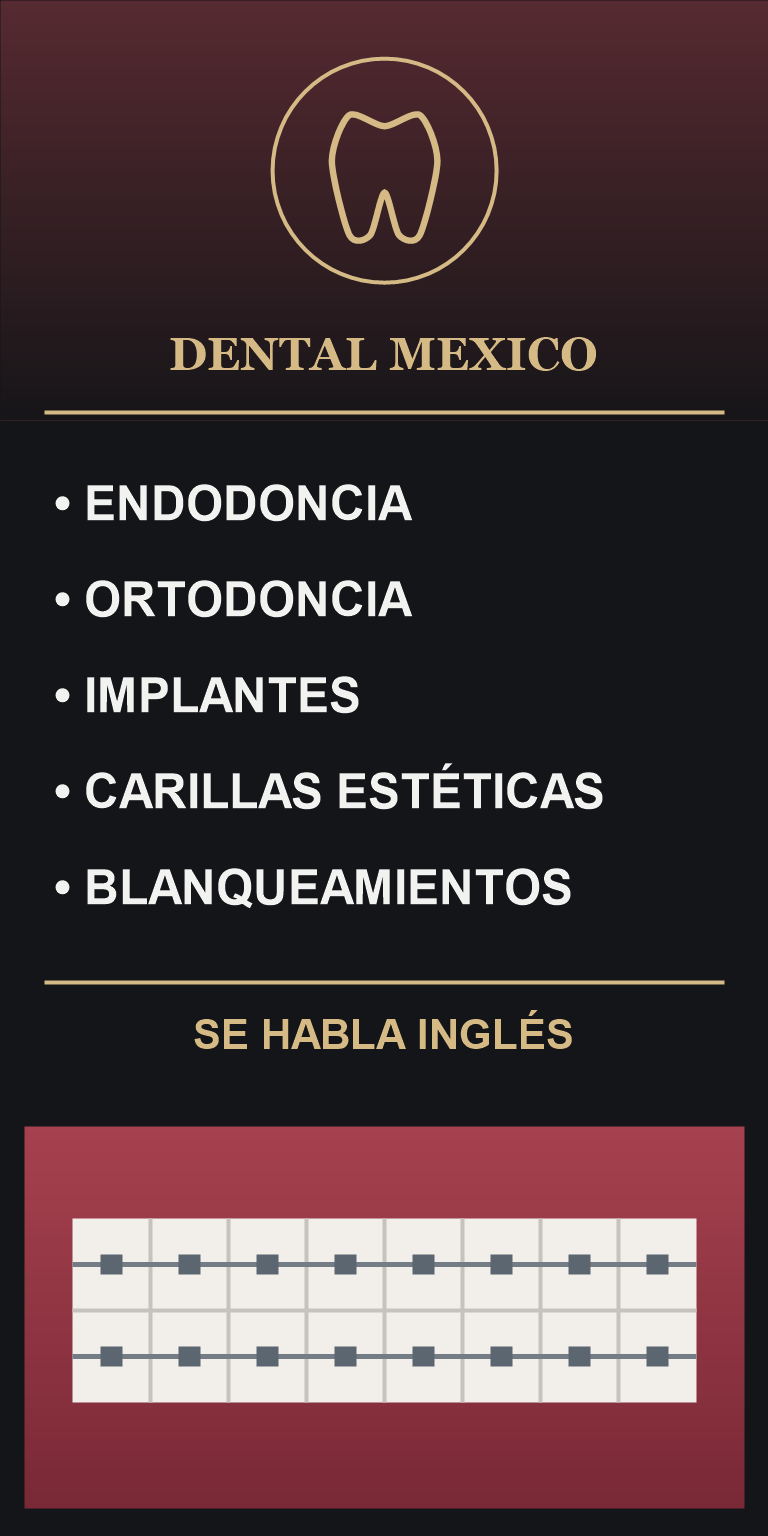 DENTAL MEXICO
• ENDODONCIA
• ORTODONCIA
• IMPLANTES
• CARILLAS ESTÉTICAS
• BLANQUEAMIENTOS
SE HABLA INGLÉS